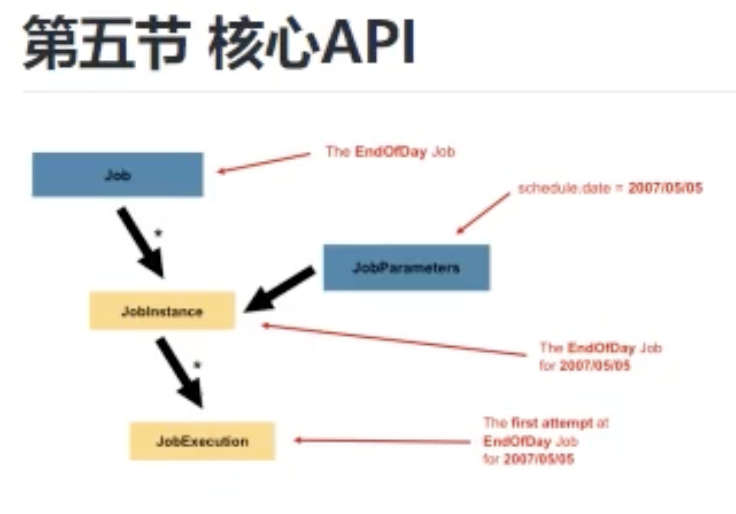 第五节 核心API
The EndOfDay Job
Job
schedule.date = 2007/05/05
*
JobParameters
JobInstance
The EndOfDay Job
for 2007/05/05
*
The first attempt at
EndOfDay Job
for 2007/05/05
JobExecution